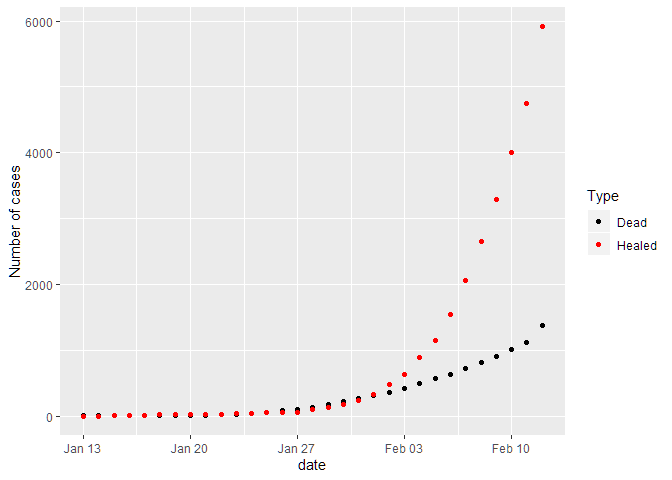 6000
4000
2000
0
Number of cases
Jan 13 Jan 20 Jan 27 Feb 03 Feb 10
date
Type
Dead
Healed